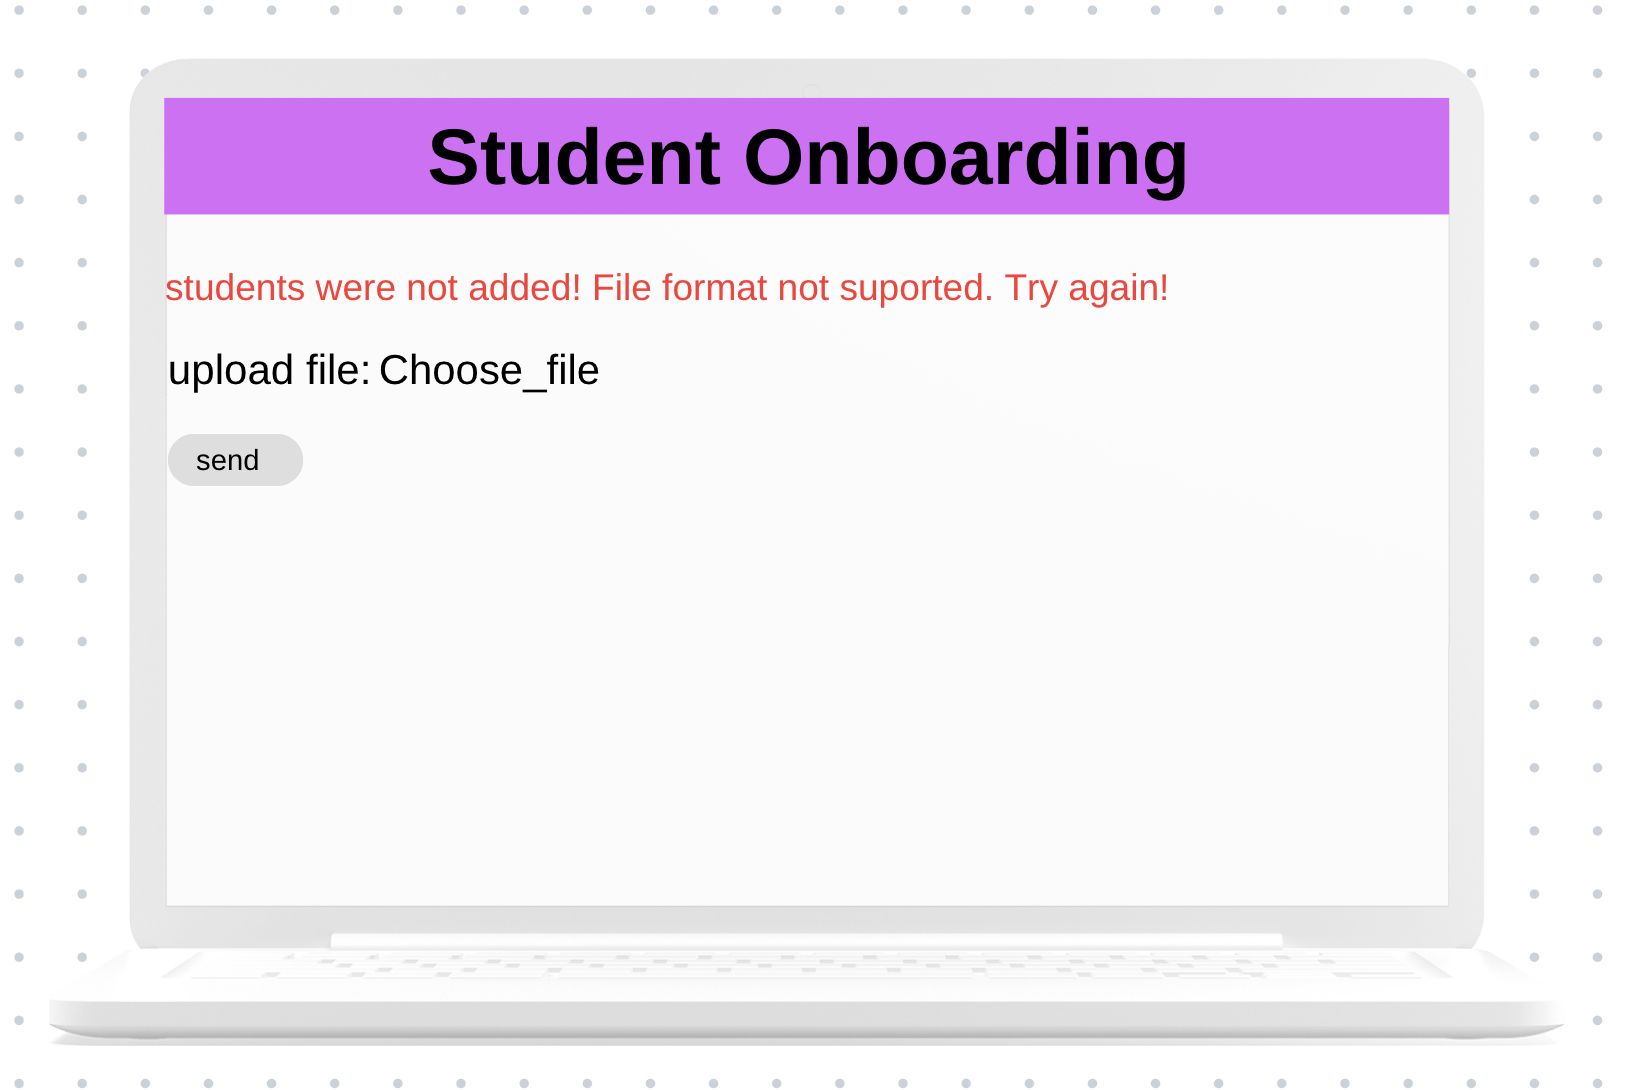 Student Onboarding
students were not added! File format not suported. Try again!
upload file: Choose_file
send